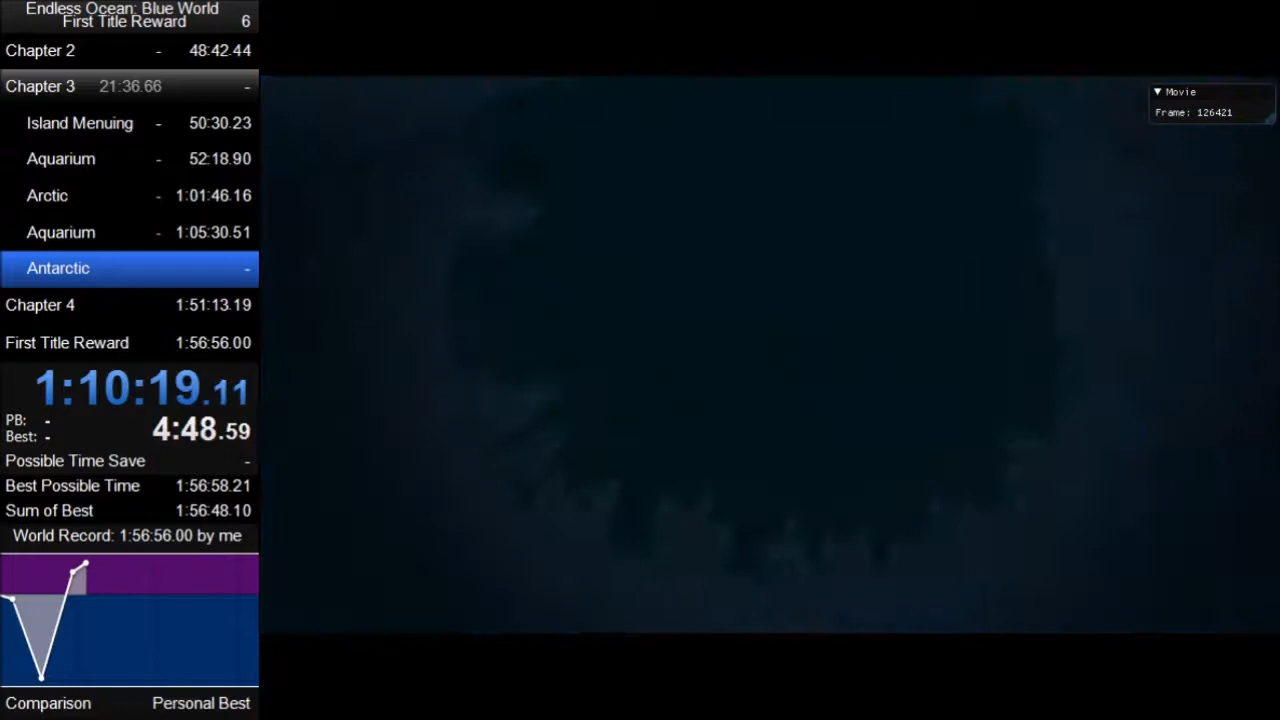 Endless Ocean: Blue World
First Title Reward 6
Chapter 2 - 48:42.44
Chapter 3 21:36.66 -
Island Menuing - 50:30.23
Aquarium - 52:18.90
Arctic - 1:01:46.16
Aquarium - 1:05:30.51
Antarctic -
Chapter 4 1:51:13.19
First Title Reward 1:56:56.00
1:10:19.11
PB: -
Best: -
4:48.59
Possible Time Save -
Best Possible Time 1:56:58.21
Sum of Best 1:56:48.10
World Record: 1:56:56.00 by me
Comparison Personal Best
▼ Movie
Frame: 126421